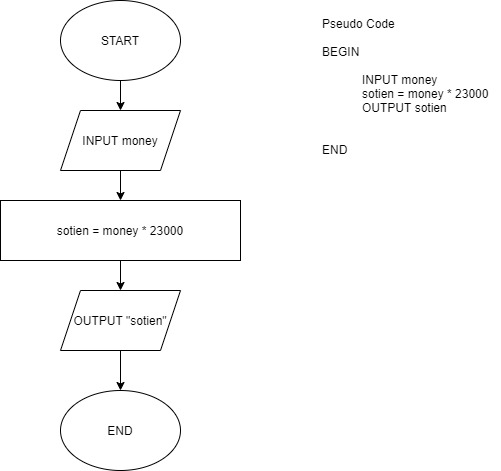 START
INPUT money
sotien = money * 23000
OUTPUT "sotien"
END
Pseudo Code
BEGIN
INPUT money
sotien = money * 23000
OUTPUT sotien
END